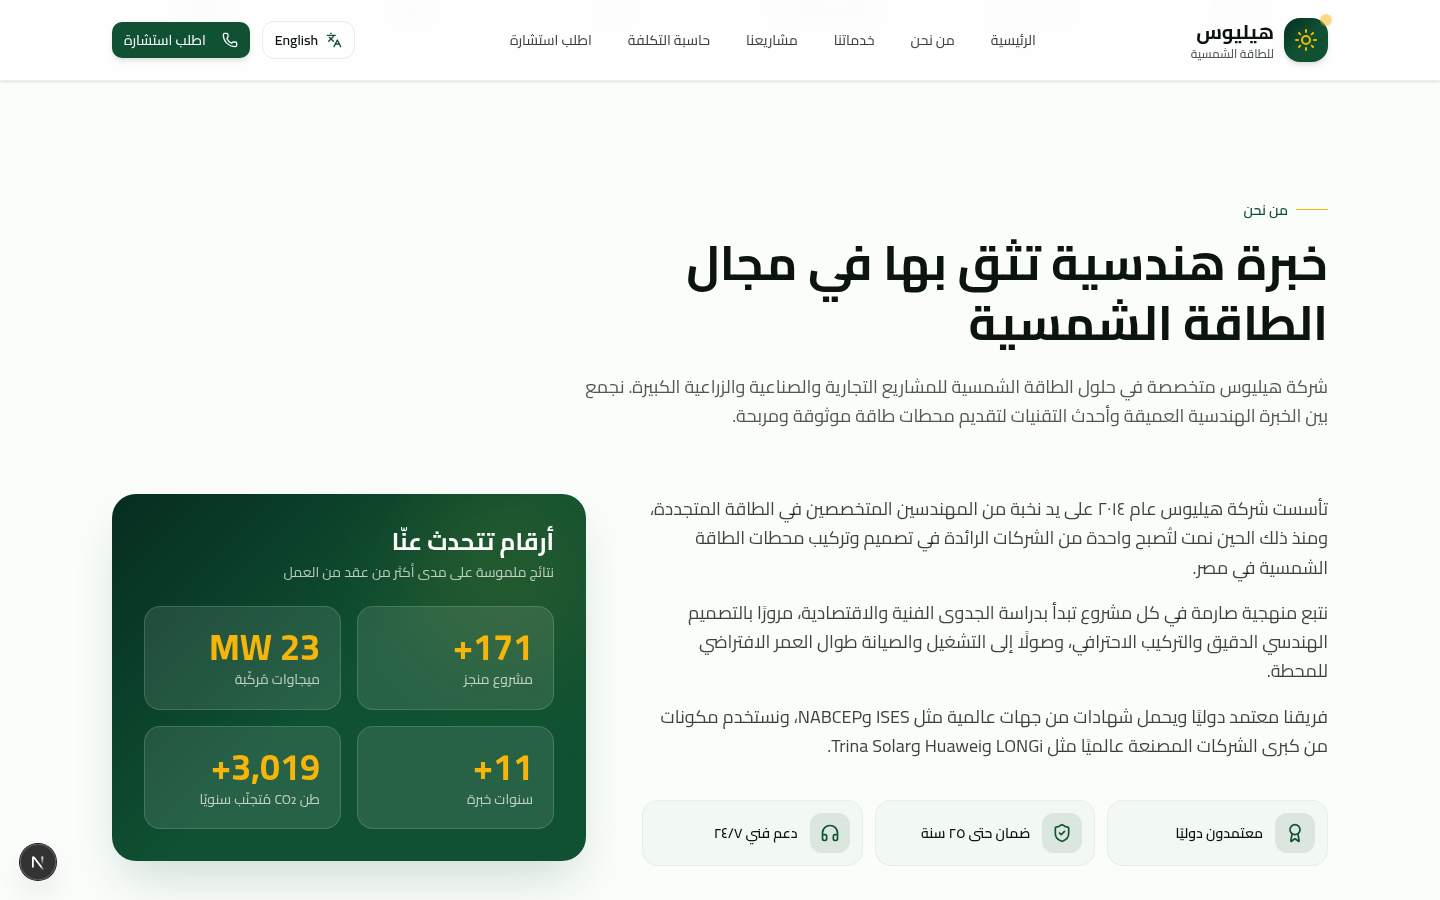 هيليوس
للطاقة الشمسية
الرئيسية
من نحن
خدماتنا
مشاريعنا
حاسبة التكلفة
اطلب استشارة
English
اطلب استشارة
من نحن
خبرة هندسية تثق بها في مجال
الطاقة الشمسية
شركة هيليوس متخصصة في حلول الطاقة الشمسية للمشاريع التجارية والصناعية والزراعية الكبيرة. نجمع
بين الخبرة الهندسية العميقة وأحدث التقنيات لتقديم محطات طاقة موثوقة ومربحة.
تأسست شركة هيليوس عام ٢٠١٤ على يد نخبة من المهندسين المتخصصين في الطاقة المتجددة،
ومنذ ذلك الحين نمت لتُصبح واحدة من الشركات الرائدة في تصميم وتركيب محطات الطاقة
الشمسية في مصر.
نتبع منهجية صارمة في كل مشروع تبدأ بدراسة الجدوى الفنية والاقتصادية، مرورًا بالتصميم
الهندسي الدقيق والتركيب الاحترافي، وصولًا إلى التشغيل والصيانة طوال العمر الافتراضي
للمحطة.
فريقنا معتمد دوليًا ويحمل شهادات من جهات عالمية مثل ISES وNABCEP، ونستخدم مكونات
من كبرى الشركات المصنعة عالميًا مثل LONGi وHuawei وTrina Solar.
معتمدون دوليًا
ضمان حتى ٢٥ سنة
دعم فني ٢٤/٧
أرقام تتحدث عنّا
نتائج ملموسة على مدى أكثر من عقد من العمل
+171
مشروع منجز
MW 23
ميجاوات مُركّبة
+11
سنوات خبرة
+3,019
طن CO₂ مُتجنّب سنويًا
N